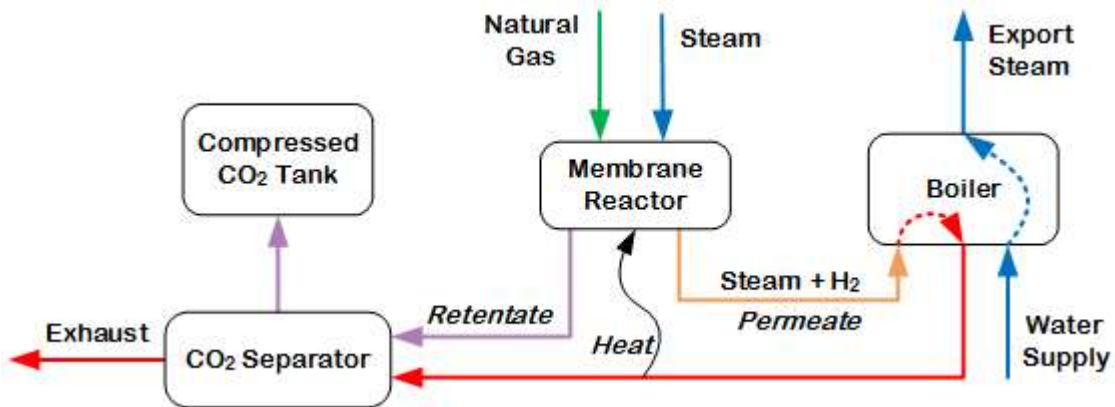 Natural
Gas
Steam
Export
Steam
Compressed
CO₂ Tank
Membrane
Reactor
Boiler
Steam + H₂
Permeate
Retentate
Heat
Exhaust
CO₂ Separator
Water
Supply